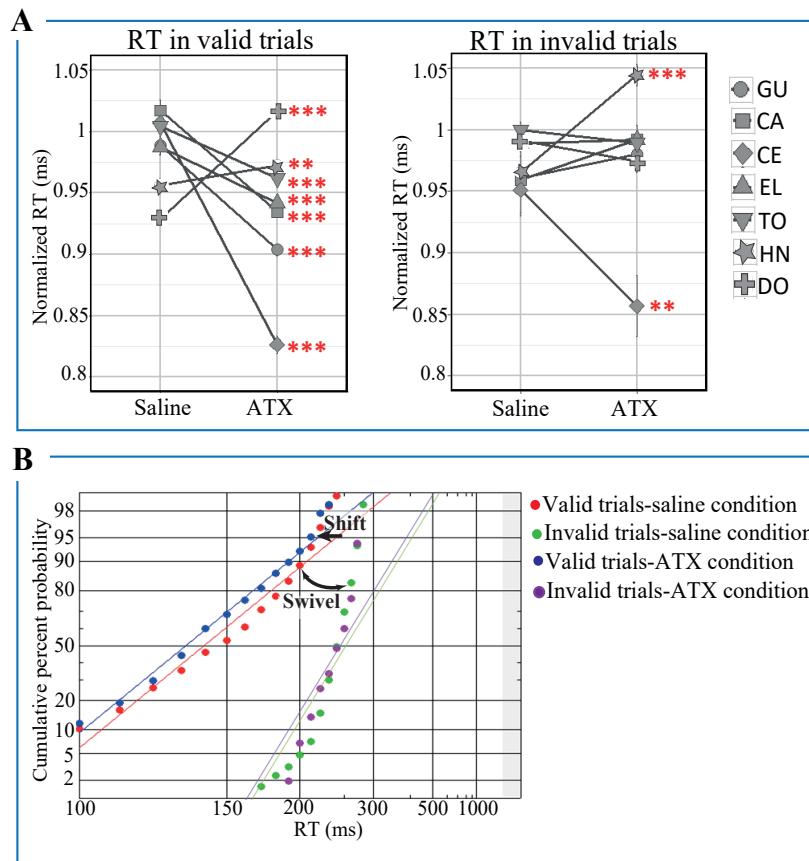 A
RT in valid trials
RT in invalid trials
Normalized RT (ms)
1.05
1
0.95
0.9
0.85
0.8
***
**
***
***
***
***
***
Saline
ATX
Normalized RT (ms)
1.05
1
0.95
0.9
0.85
0.8
***
**
Saline
ATX
GU
CA
CE
EL
TO
HN
DO
B
Cumulative percent probability
98
95
90
80
50
20
10
5
2
Shift
Swivel
100
150
200
300
500
1000
RT (ms)
Valid trials-saline condition
Invalid trials-saline condition
Valid trials-ATX condition
Invalid trials-ATX condition